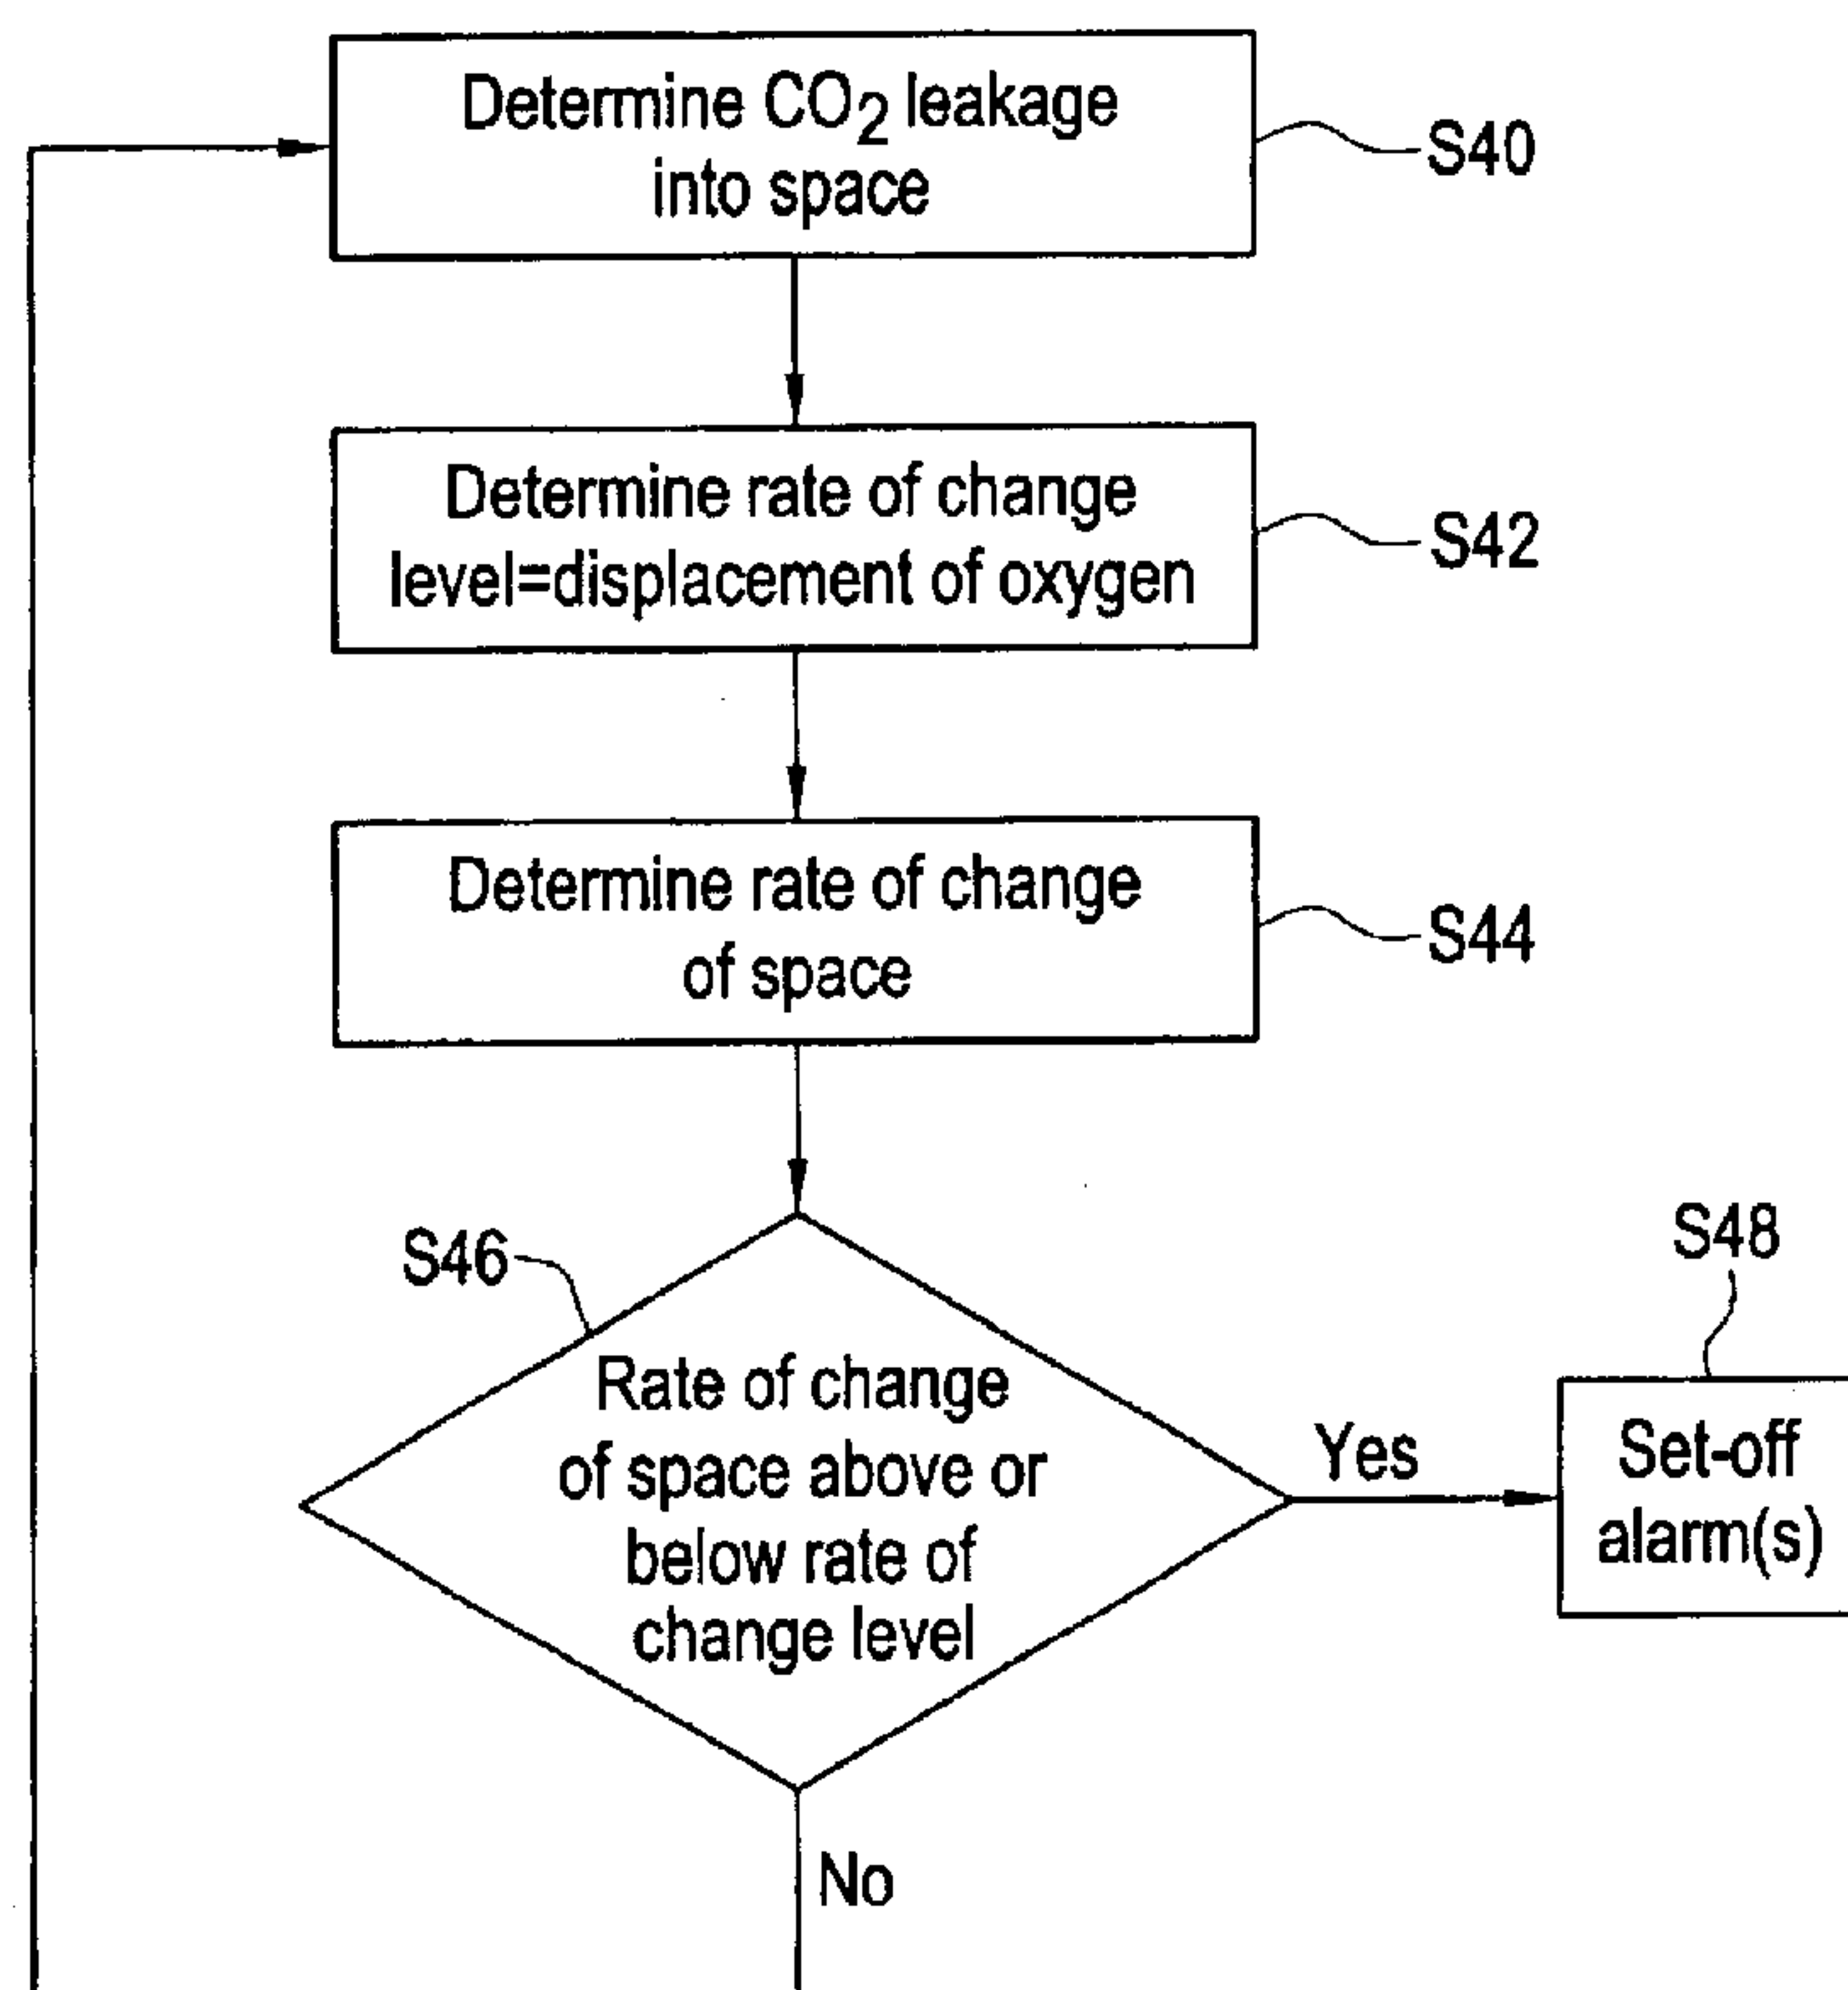 Determine CO2 leakage
into space
S40
Determine rate of change
level=displacement of oxygen
S42
Determine rate of change
of space
S44
S46
Rate of change
of space above or
below rate of
change level
Yes
S48
Set-off
alarm(s)
No